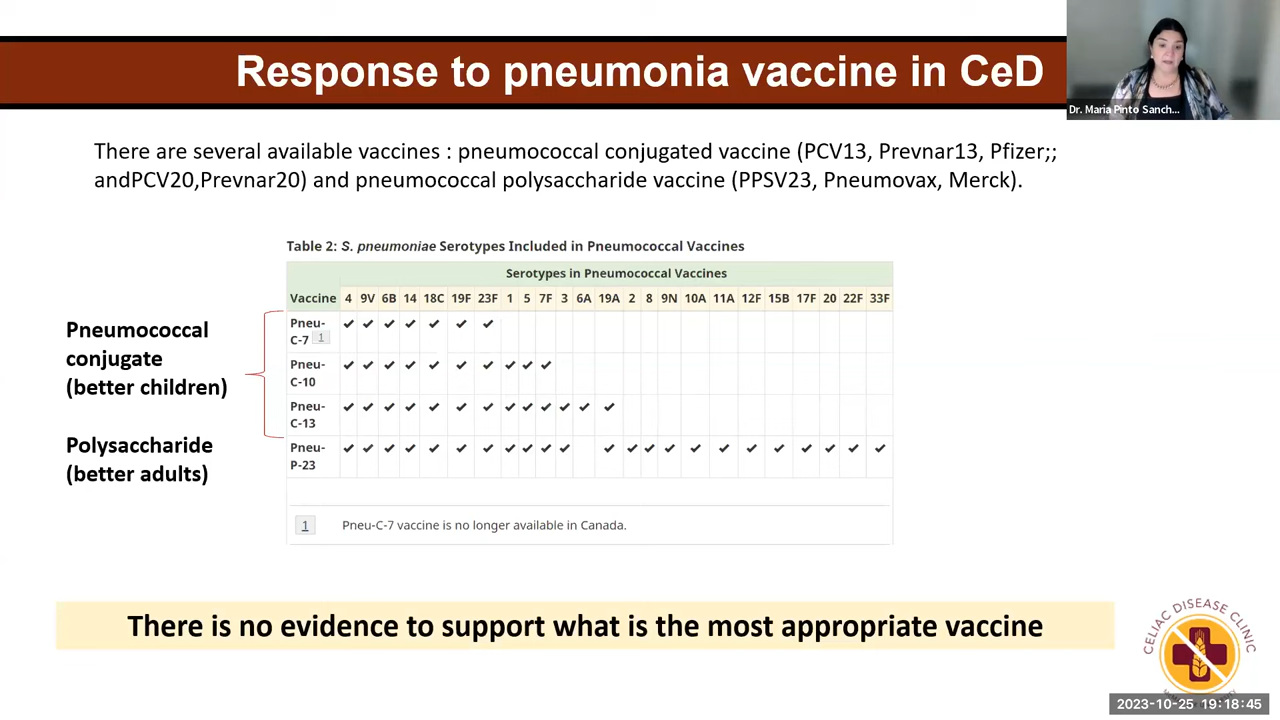 Response to pneumonia vaccine in CeD
Dr. Maria Pinto Sanch...
There are several available vaccines : pneumococcal conjugated vaccine (PCV13, Prevnar13, Pfizer;;
andPCV20,Prevnar20) and pneumococcal polysaccharide vaccine (PPSV23, Pneumovax, Merck).
Table 2: S. pneumoniae Serotypes Included in Pneumococcal Vaccines
Serotypes in Pneumococcal Vaccines
Vaccine 4 9V 6B 14 18C 19F 23F 1 5 7F 3 6A 19A 2 8 9N 10A 11A 12F 15B 17F 20 22F 33F
Pneu-
C-7 1 ✓ ✓ ✓ ✓ ✓ ✓ ✓
Pneu-
C-10 ✓ ✓ ✓ ✓ ✓ ✓ ✓ ✓ ✓ ✓
Pneu-
C-13 ✓ ✓ ✓ ✓ ✓ ✓ ✓ ✓ ✓ ✓ ✓ ✓ ✓
Pneu-
P-23 ✓ ✓ ✓ ✓ ✓ ✓ ✓ ✓ ✓ ✓ ✓ ✓ ✓ ✓ ✓ ✓ ✓ ✓ ✓ ✓ ✓ ✓ ✓
1 Pneu-C-7 vaccine is no longer available in Canada.
Pneumococcal
conjugate
(better children)
Polysaccharide
(better adults)
There is no evidence to support what is the most appropriate vaccine
CELIAC DISEASE CLINIC
2023-10-25 19:18:45